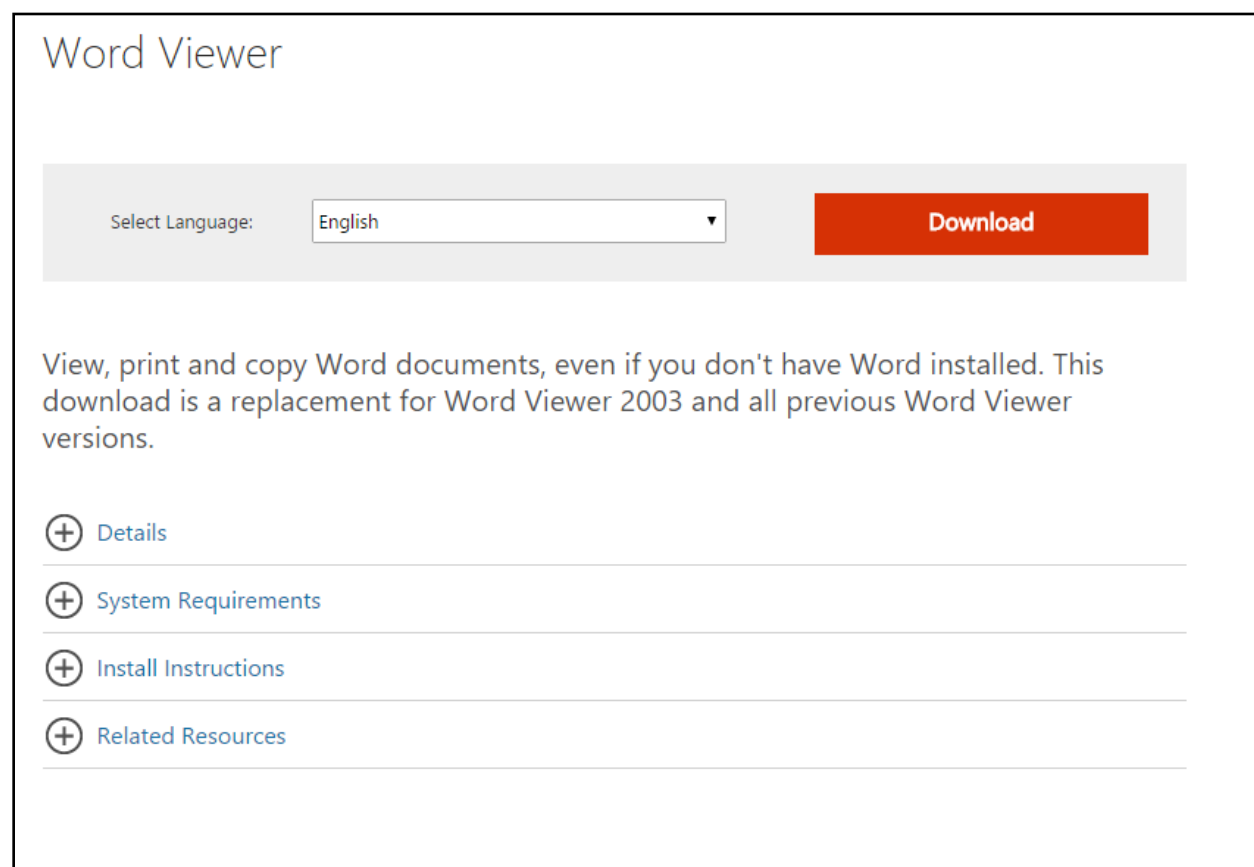 Word Viewer
Select Language:
English
Download
View, print and copy Word documents, even if you don't have Word installed. This
download is a replacement for Word Viewer 2003 and all previous Word Viewer
versions.
Details
System Requirements
Install Instructions
Related Resources